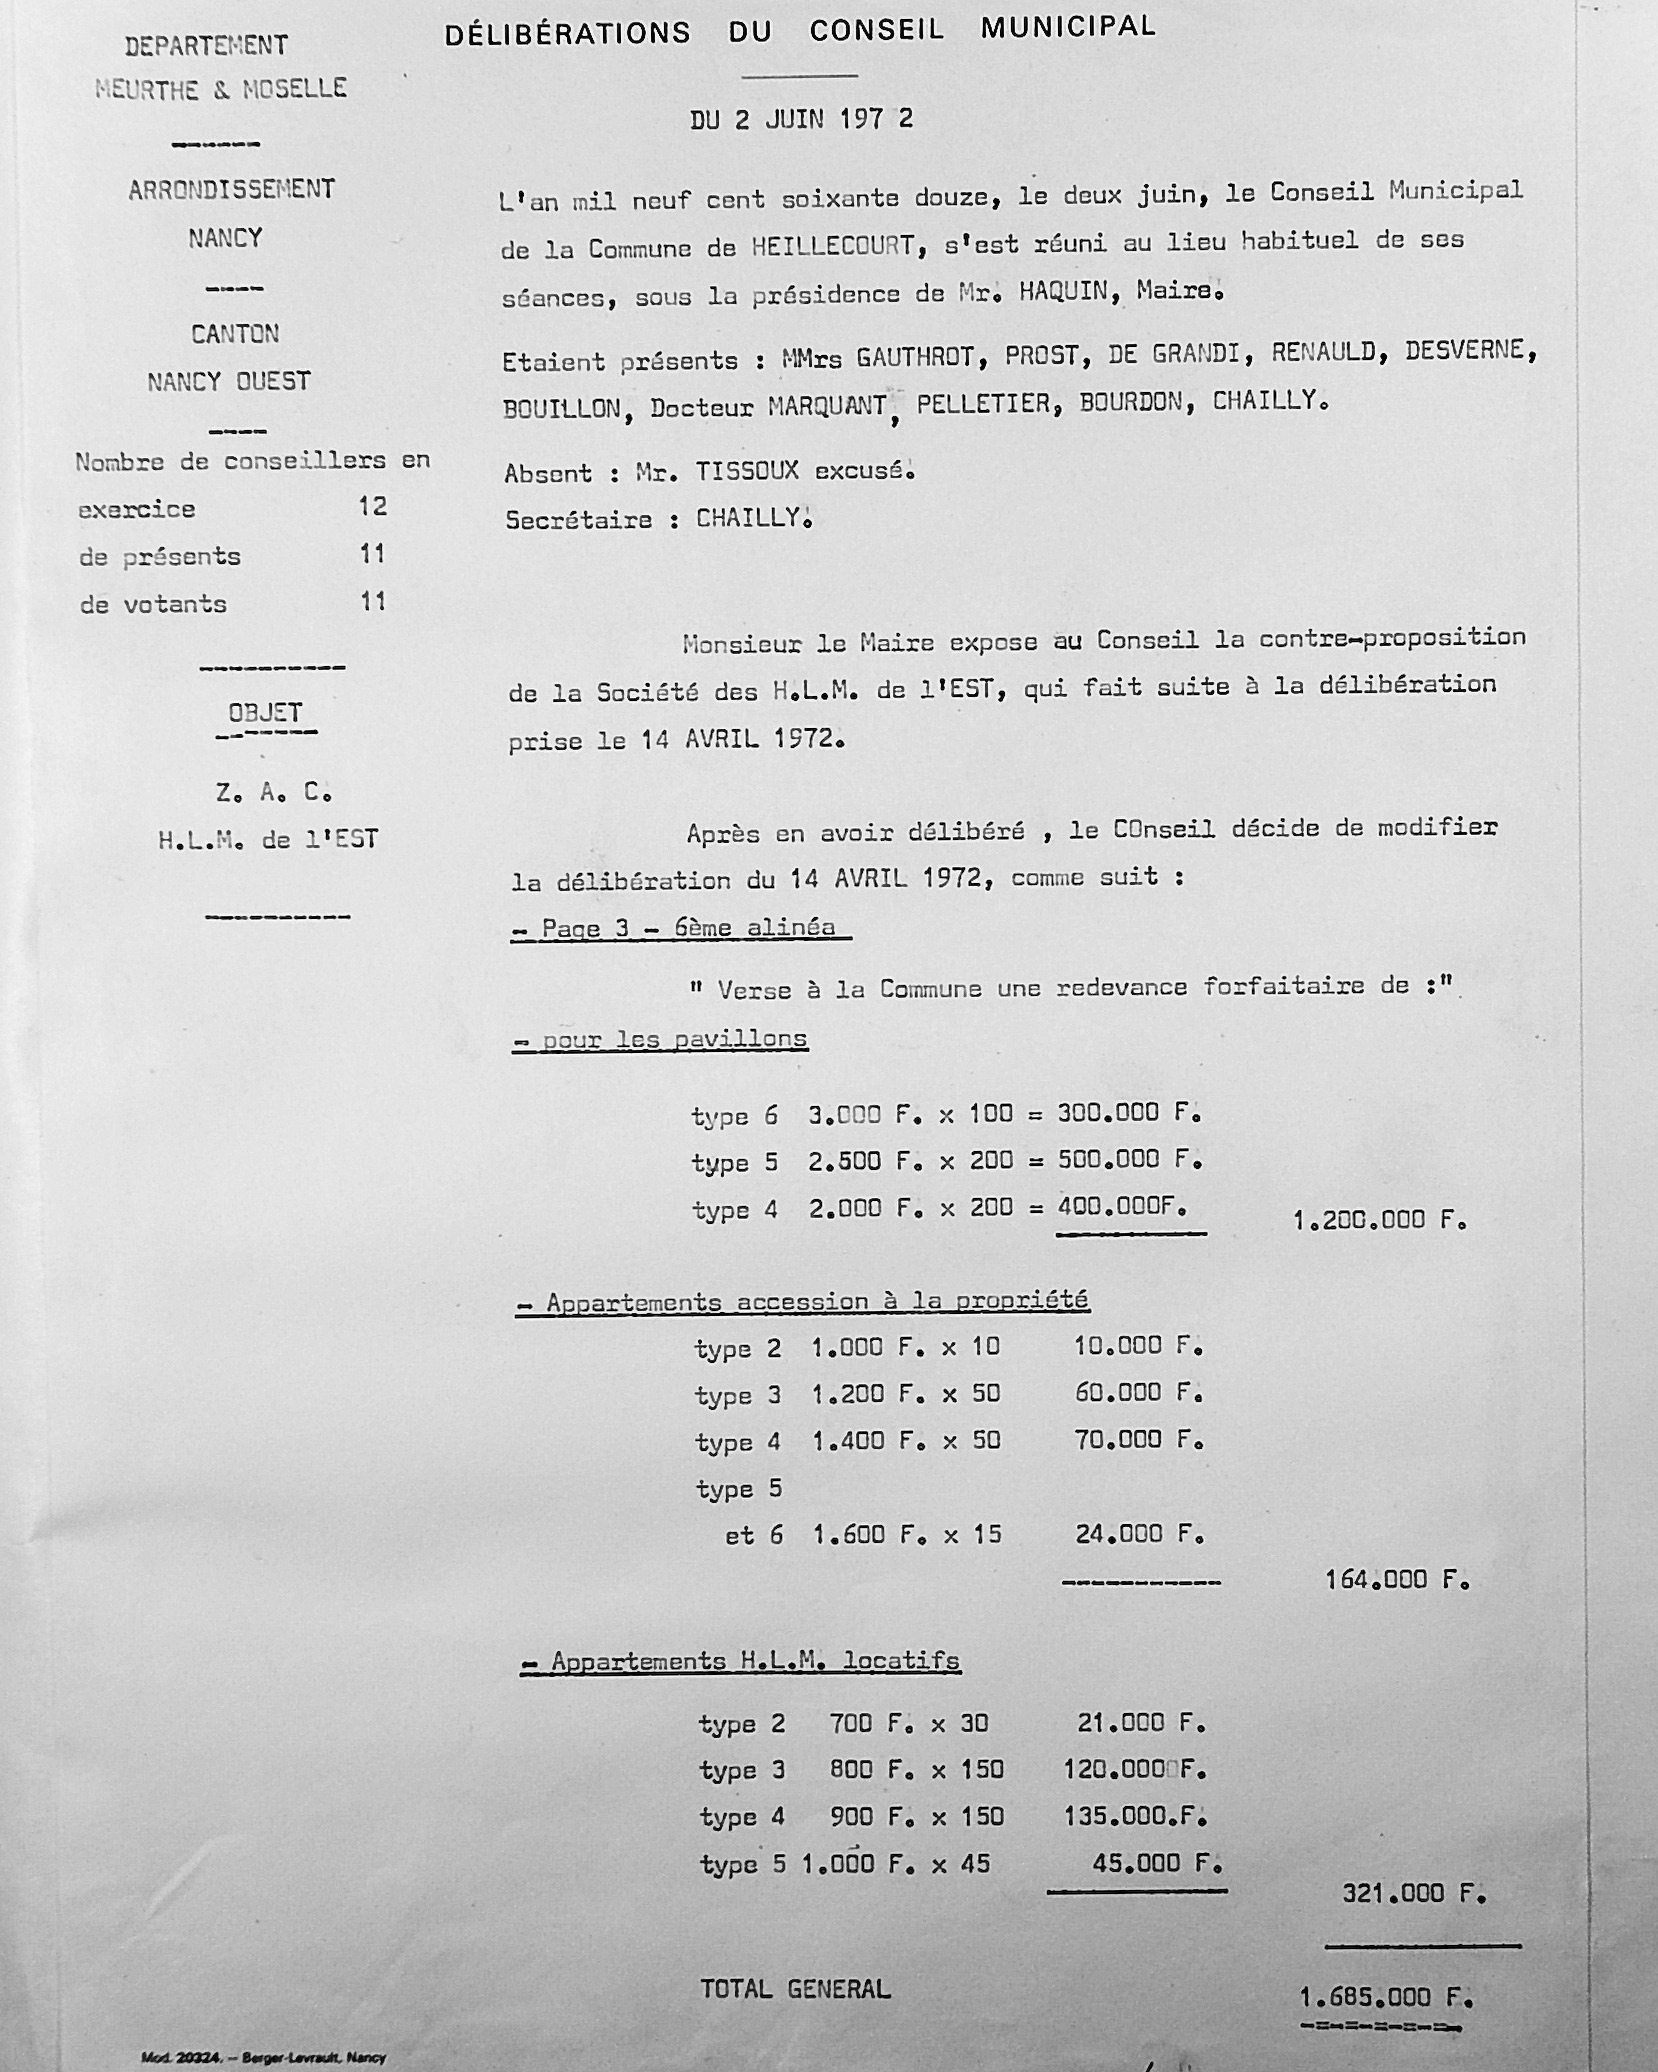 DÉLIBÉRATIONS DU CONSEIL MUNICIPAL
DU 2 JUIN 197 2
DEPARTEMENT
MEURTHE & MOSELLE
ARRONDISSEMENT
NANCY
CANTON
NANCY OUEST
Nombre de conseillers en
exercice 12
de présents 11
de votants 11
OBJET
Z. A. C.
H.L.M. de l'EST
L'an mil neuf cent soixante douze, le deux juin, le Conseil Municipal
de la Commune de HEILLECOURT, s'est réuni au lieu habituel de ses
séances, sous la présidence de Mr. HAQUIN, Maire.
Etaient présents : MMrs GAUTHROT, PROST, DE GRANDI, RENAULD, DESVERNE,
BOUILLON, Docteur MARQUANT, PELLETIER, BOURDON, CHAILLY.
Absent : Mr. TISSOUX excusé.
Secrétaire : CHAILLY.
Monsieur le Maire expose au Conseil la contre-proposition
de la Société des H.L.M. de l'EST, qui fait suite à la délibération
prise le 14 AVRIL 1972.
Après en avoir délibéré , le COnseil décide de modifier
la délibération du 14 AVRIL 1972, comme suit :
- Page 3 - 6ème alinéa
" Verse à la Commune une redevance forfaitaire de :"
- pour les pavillons
type 6 3.000 F. x 100 = 300.000 F.
type 5 2.500 F. x 200 = 500.000 F.
type 4 2.000 F. x 200 = 400.000F. 1.200.000 F.
- Appartements accession à la propriété
type 2 1.000 F. x 10 10.000 F.
type 3 1.200 F. x 50 60.000 F.
type 4 1.400 F. x 50 70.000 F.
type 5
et 6 1.600 F. x 15 24.000 F.
164.000 F.
- Appartements H.L.M. locatifs
type 2 700 F. x 30 21.000 F.
type 3 800 F. x 150 120.000 F.
type 4 900 F. x 150 135.000.F.
type 5 1.000 F. x 45 45.000 F.
321.000 F.
TOTAL GENERAL 1.685.000 F.
Mod. 20324. — Berger-Levrault, Nancy